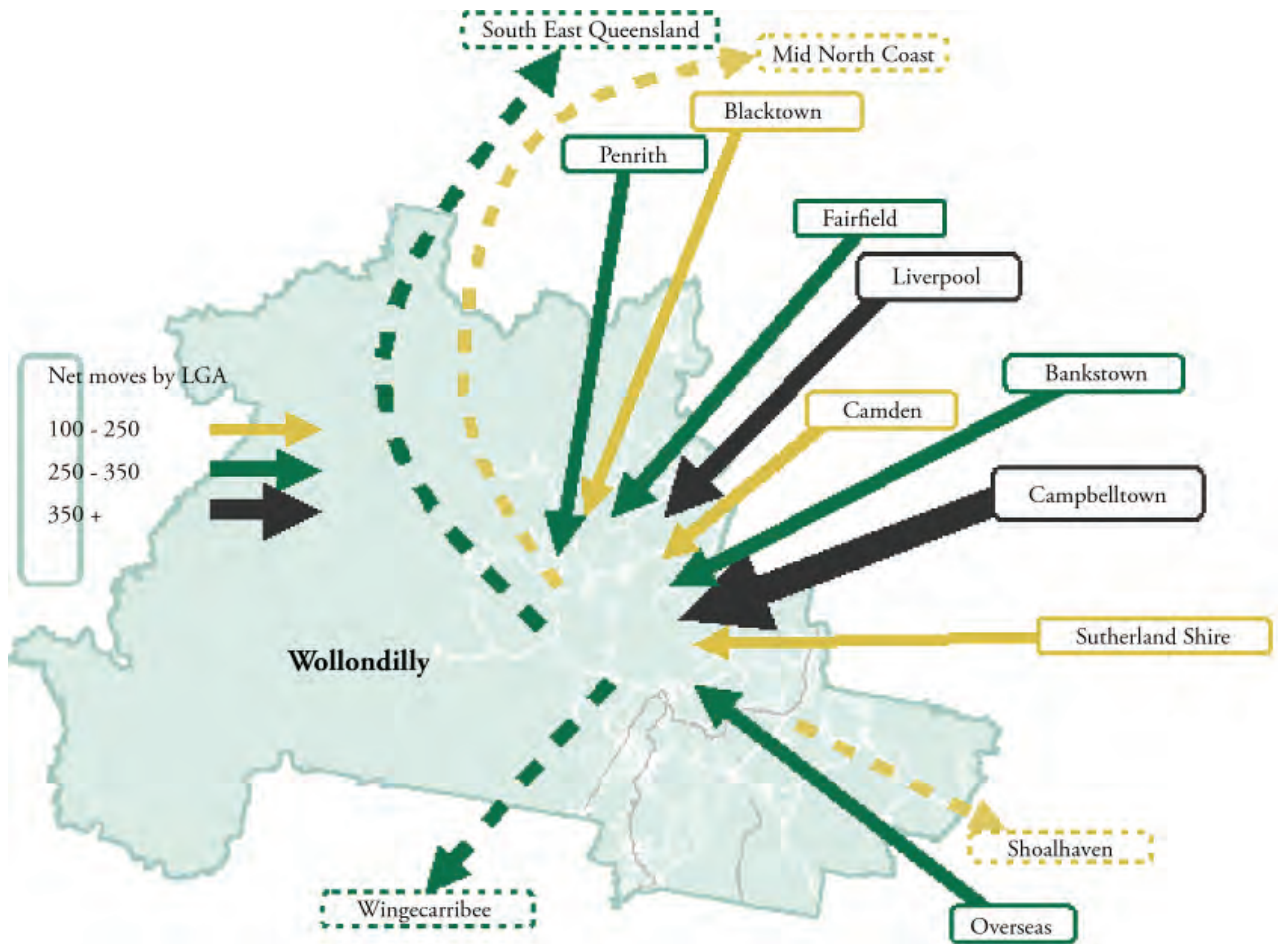 South East Queensland
Mid North Coast
Blacktown
Penrith
Fairfield
Liverpool
Bankstown
Net moves by LGA
Camden
100 - 250
250 - 350
350 +
Campbelltown
Sutherland Shire
Wollondilly
Shoalhaven
Wingecarribee
Overseas